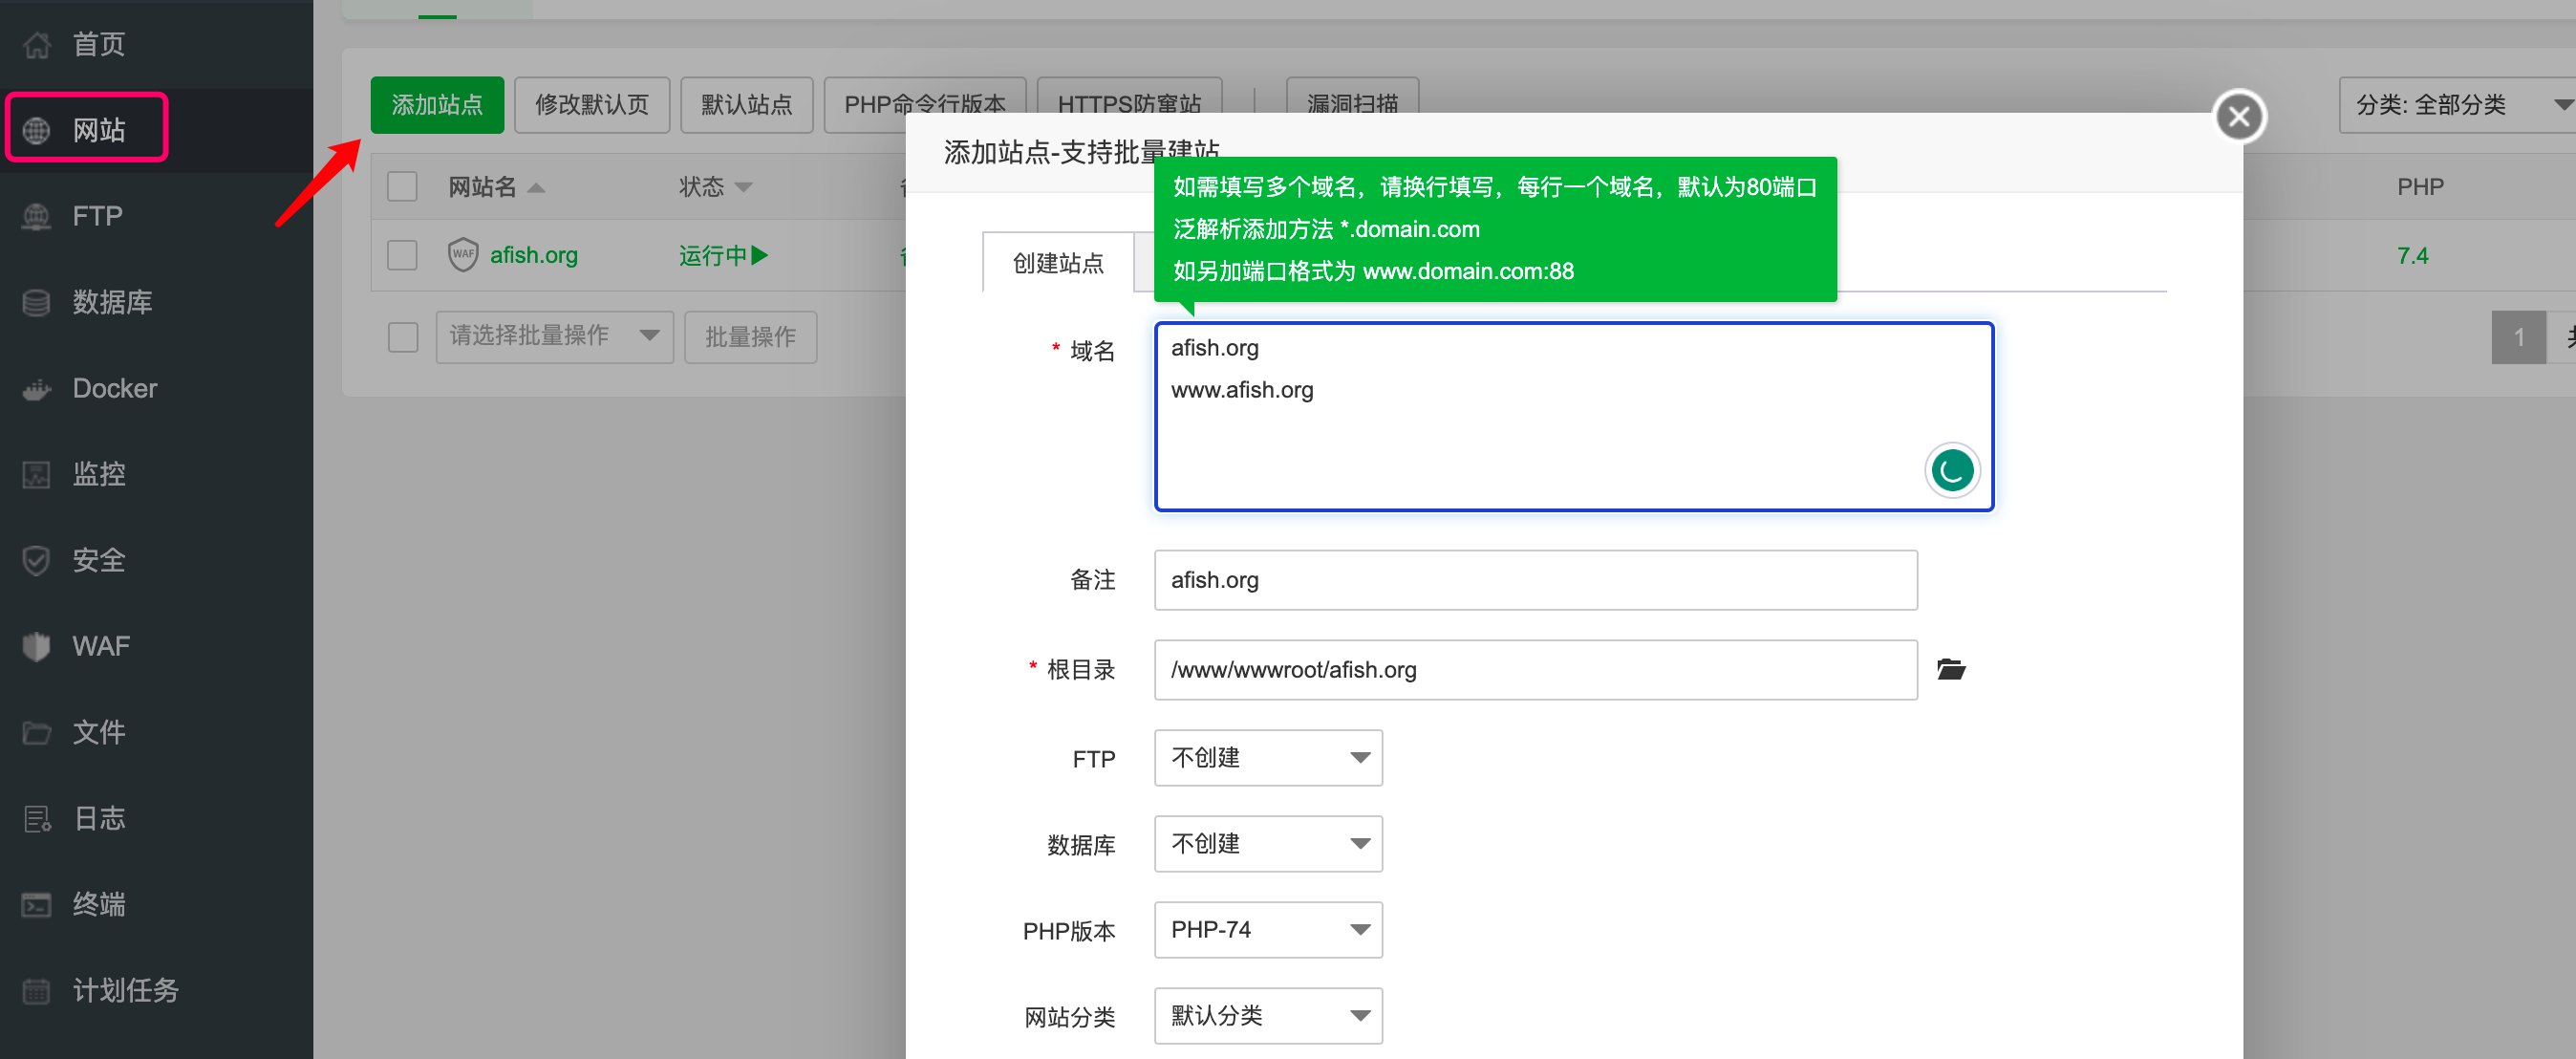 首页
网站
FTP
数据库
Docker
监控
安全
WAF
文件
日志
终端
计划任务
添加站点
修改默认页
默认站点
PHP命令行版本
HTTPS防窜站
漏洞扫描
分类: 全部分类
网站名
状态
PHP
WAF
afish.org
运行中
7.4
请选择批量操作
批量操作
1
添加站点-支持批量建站
如需填写多个域名，请换行填写，每行一个域名，默认为80端口
泛解析添加方法 *.domain.com
如另加端口格式为 www.domain.com:88
创建站点
* 域名
afish.org
www.afish.org
备注
afish.org
* 根目录
/www/wwwroot/afish.org
FTP
不创建
数据库
不创建
PHP版本
PHP-74
网站分类
默认分类